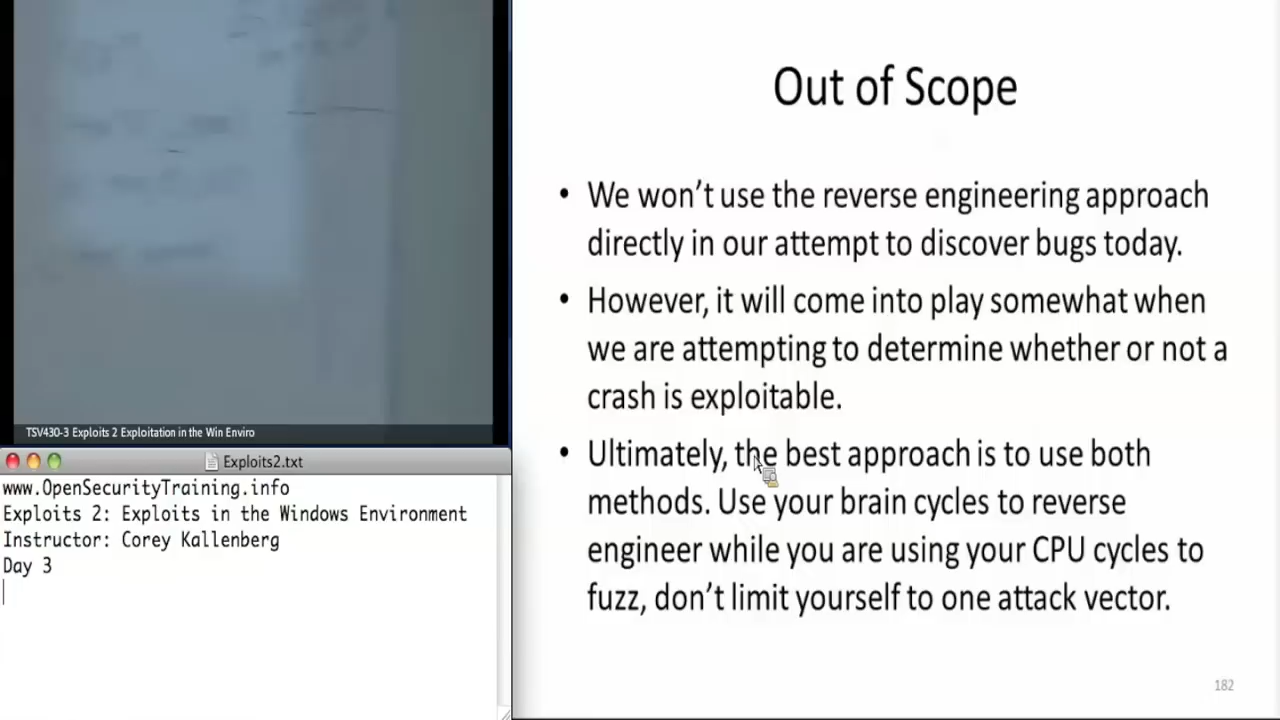 TSV430-3 Exploits 2 Exploitation in the Win Enviro
Exploits2.txt
www.OpenSecurityTraining.info
Exploits 2: Exploits in the Windows Environment
Instructor: Corey Kallenberg
Day 3
Out of Scope
• We won't use the reverse engineering approach
directly in our attempt to discover bugs today.
• However, it will come into play somewhat when
we are attempting to determine whether or not a
crash is exploitable.
• Ultimately, the best approach is to use both
methods. Use your brain cycles to reverse
engineer while you are using your CPU cycles to
fuzz, don't limit yourself to one attack vector.
182